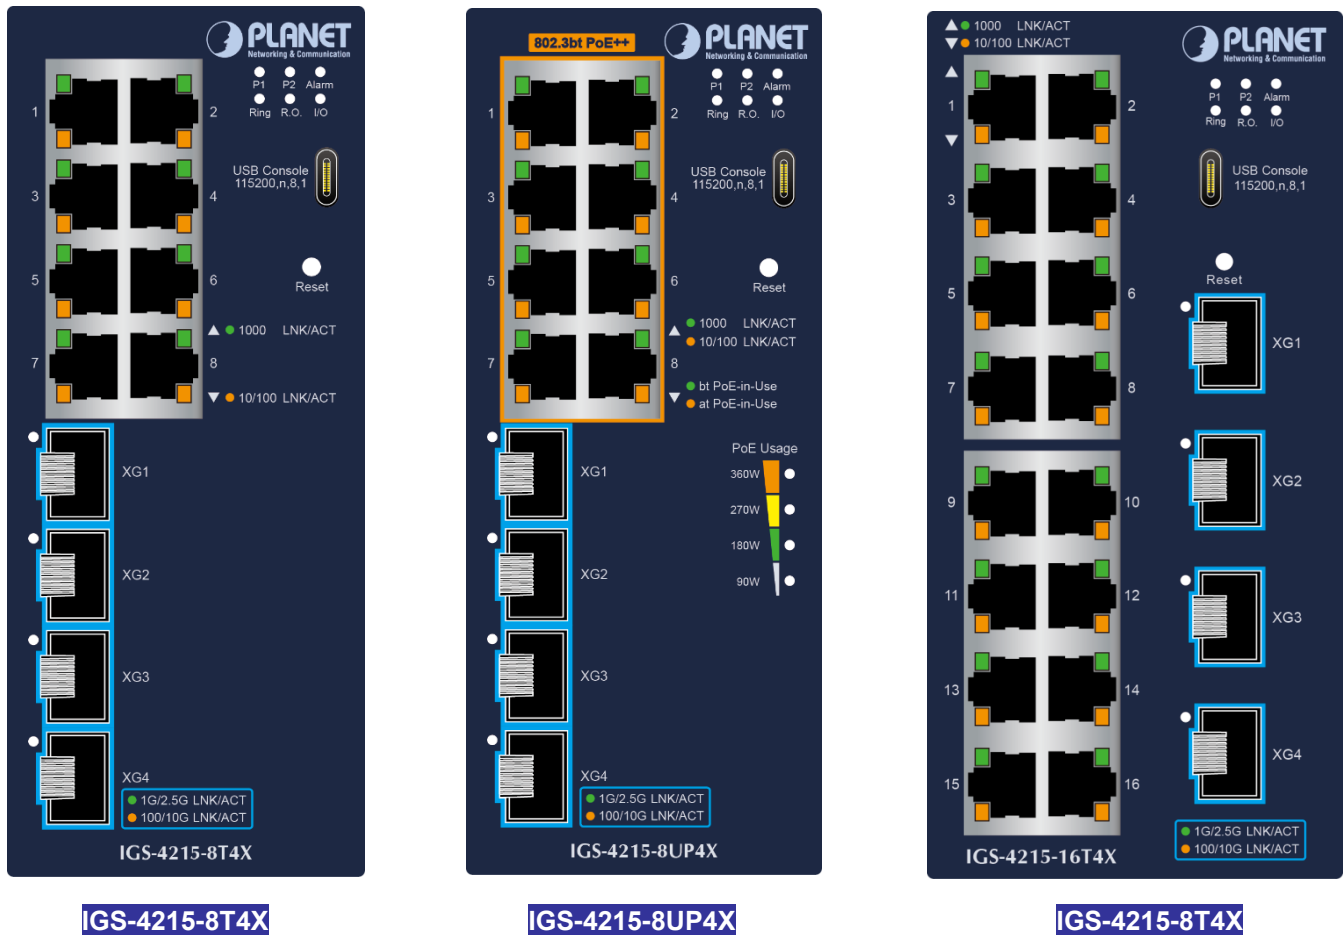 PLANET
Networking & Communication
P1 P2 Alarm
Ring R.O. I/O
1 2
USB Console
115200,n,8,1
3 4
5 6
Reset
▲ 1000 LNK/ACT
7 8
▼ 10/100 LNK/ACT
XG1
XG2
XG3
XG4
1G/2.5G LNK/ACT
100/10G LNK/ACT
IGS-4215-8T4X
IGS-4215-8T4X
802.3bt PoE++
PLANET
Networking & Communication
P1 P2 Alarm
Ring R.O. I/O
1 2
USB Console
115200,n,8,1
3 4
5 6
Reset
1000 LNK/ACT
▲ 10/100 LNK/ACT
7 8
bt PoE-in-Use
▼ at PoE-in-Use
PoE Usage
360W
270W
180W
90W
XG1
XG2
XG3
XG4
1G/2.5G LNK/ACT
100/10G LNK/ACT
IGS-4215-8UP4X
IGS-4215-8UP4X
▲ 1000 LNK/ACT
▼ 10/100 LNK/ACT
PLANET
Networking & Communication
P1 P2 Alarm
Ring R.O. I/O
▲
1 2
▼
USB Console
115200,n,8,1
3 4
Reset
5 6
XG1
7 8
XG2
9 10
11 12
XG3
13 14
XG4
15 16
1G/2.5G LNK/ACT
100/10G LNK/ACT
IGS-4215-16T4X
IGS-4215-8T4X